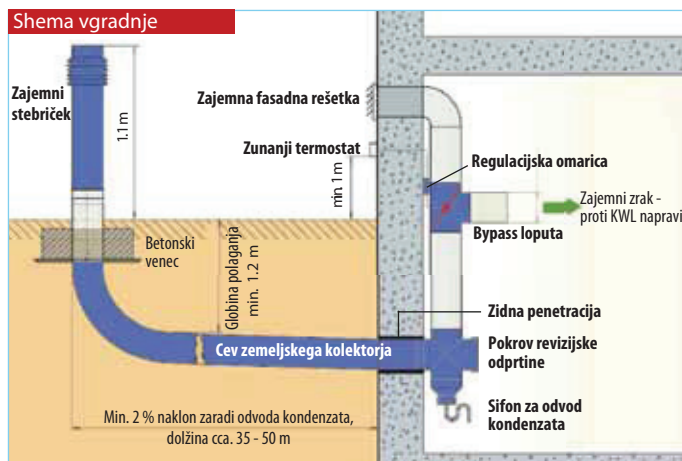 Shema vgradnje
Zajemni
stebriček
1.1 m
Zajemna fasadna rešetka
Zunanji termostat
min. 1 m
Regulacijska omarica
Zajemni zrak -
proti KWL napravi
Bypass loputa
Betonski
venec
Globina polaganja
min. 1.2 m
Zidna penetracija
Cev zemeljskega kolektorja
Pokrov revizijske
odprtine
Min. 2 % naklon zaradi odvoda kondenzata,
dolžina cca. 35 - 50 m
Sifon za odvod
kondenzata